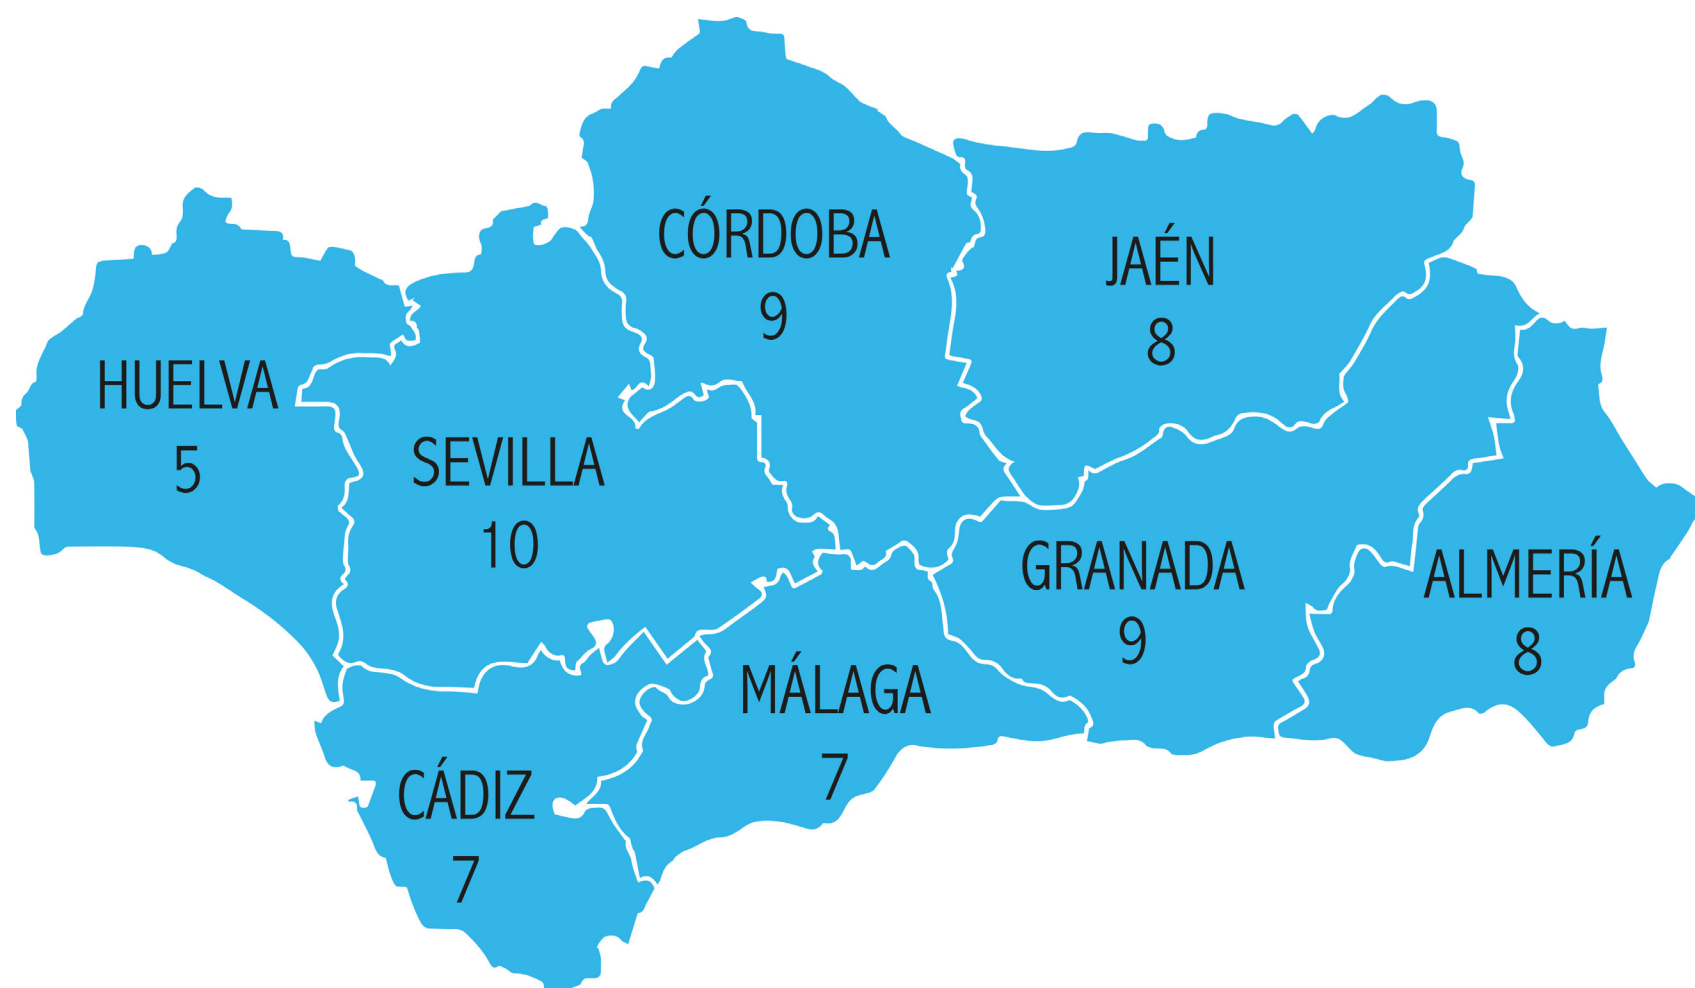 CÓRDOBA
9
JAÉN
8
HUELVA
5
SEVILLA
10
GRANADA
9
ALMERÍA
8
MÁLAGA
7
CÁDIZ
7